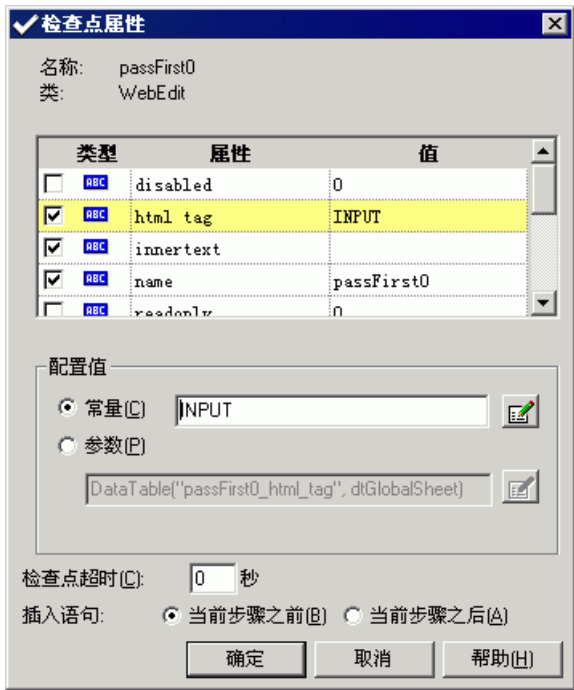 检查点属性
名称: passFirst0
类: WebEdit
类型 属性 值
ABC disabled 0
ABC html tag INPUT
ABC innertext
ABC name passFirst0
ABC readonly 0
配置值
常量(C) INPUT
参数(P)
DataTable("passFirst0_html_tag", dtGlobalSheet)
检查点超时(C): 0 秒
插入语句: 当前步骤之前(B) 当前步骤之后(A)
确定 取消 帮助(H)